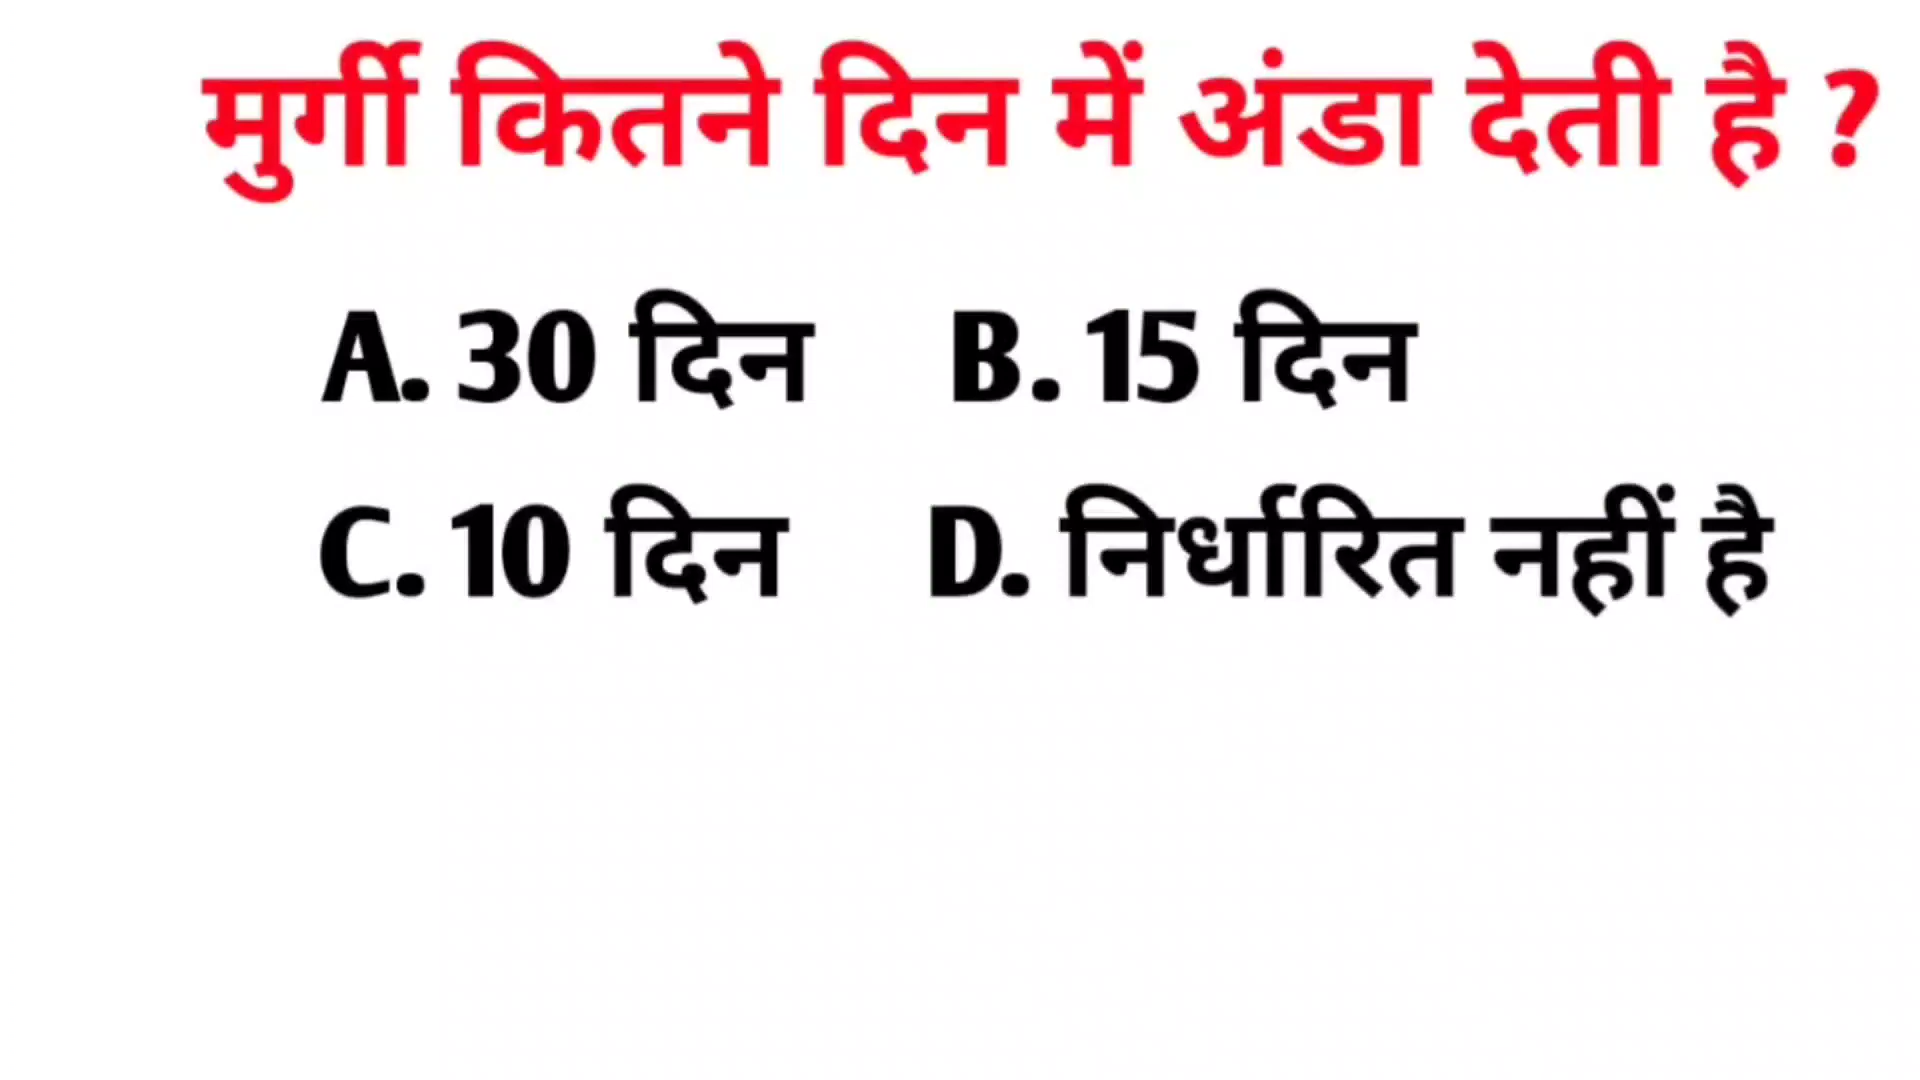 मुर्गी कितने दिन में अंडा देती है ?
A. 30 दिन B. 15 दिन
C. 10 दिन D. निर्धारित नहीं है